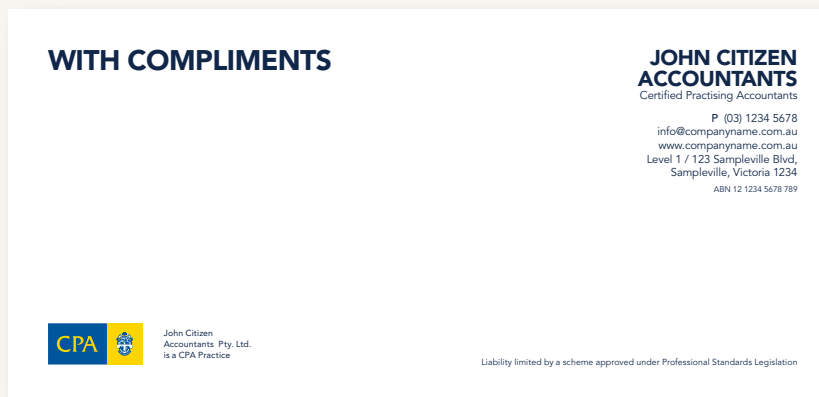 WITH COMPLIMENTS
JOHN CITIZEN
ACCOUNTANTS
Certified Practising Accountants
P (03) 1234 5678
info@companyname.com.au
www.companyname.com.au
Level 1 / 123 Sampleville Blvd,
Sampleville, Victoria 1234
ABN 12 1234 5678 789
CPA
John Citizen
Accountants Pty. Ltd.
is a CPA Practice
Liability limited by a scheme approved under Professional Standards Legislation